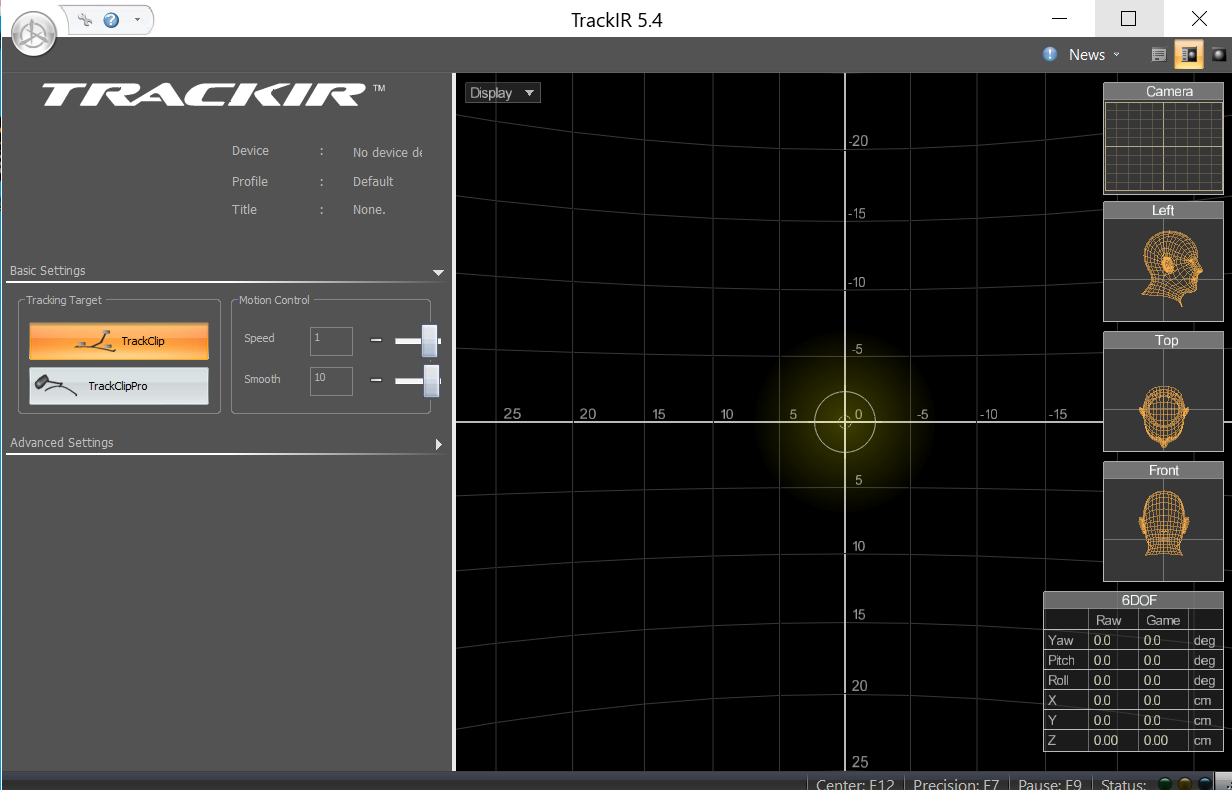 TrackIR 5.4
News
TRACKIR™
Device : No device de
Profile : Default
Title : None.
Basic Settings
Tracking Target
TrackClip
TrackClipPro
Motion Control
Speed 1
Smooth 10
Advanced Settings
Display
-20
-15
-10
-5
25 20 15 10 5 0 -5 -10 -15
5
10
15
20
25
Camera
Left
Top
Front
6DOF
Raw Game
Yaw 0.0 0.0 deg
Pitch 0.0 0.0 deg
Roll 0.0 0.0 deg
X 0.0 0.0 cm
Y 0.0 0.0 cm
Z 0.00 0.00 cm
Center: F12 Precision: F7 Pause: F9 Status: